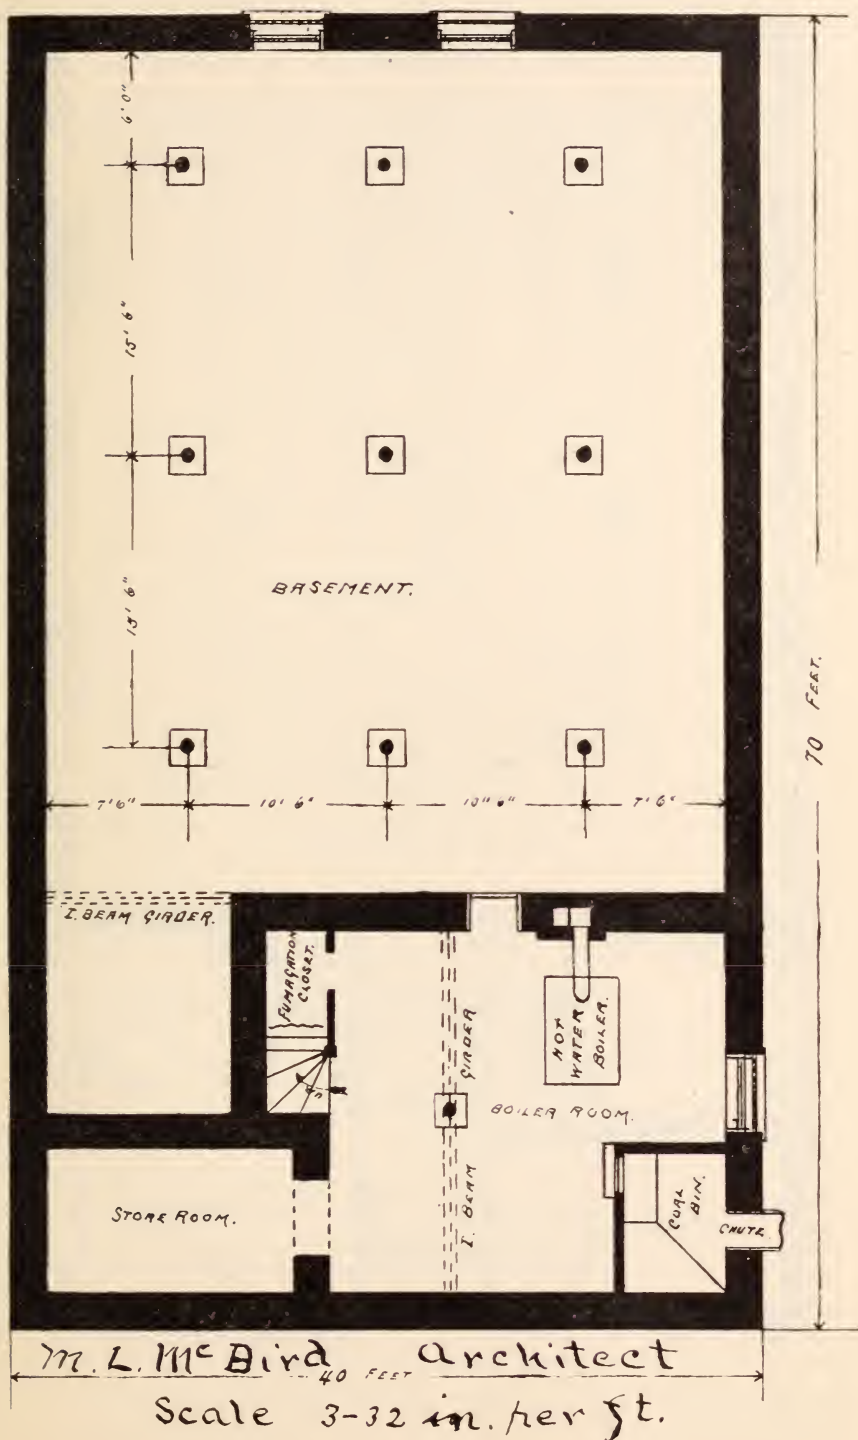 6' 0"
15' 6"
BASEMENT.
15' 6"
70 FEET.
7' 6" 10' 6" 10" 6" 7' 6"
I. BEAM GIRDER.
FUMAGATION
CLOSET.
HOT
WATER
BOILER.
GIRDER
BOILER ROOM.
I. BEAM
STORE ROOM.
COAL
BIN.
CHUTE
M. L. McBird Architect
40 FEET
Scale 3-32 in. per ft.